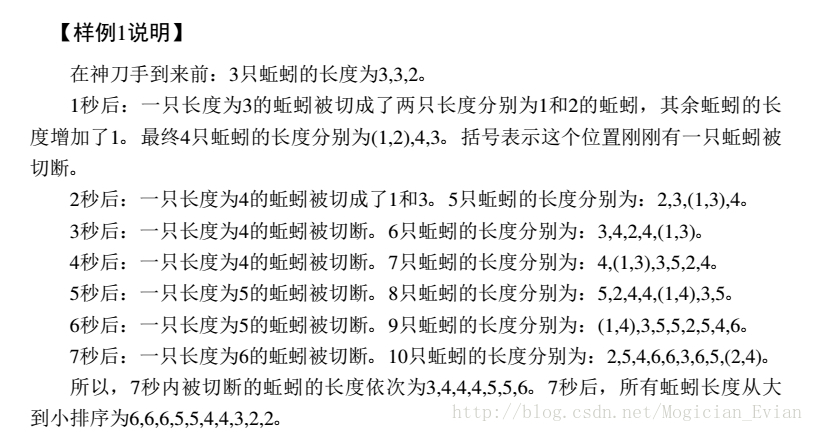 【样例1说明】
在神刀手到来前：3只蚯蚓的长度为3,3,2。
1秒后：一只长度为3的蚯蚓被切成了两只长度分别为1和2的蚯蚓，其余蚯蚓的长
度增加了1。最终4只蚯蚓的长度分别为(1,2),4,3。括号表示这个位置刚刚有一只蚯蚓被
切断。
2秒后：一只长度为4的蚯蚓被切成了1和3。5只蚯蚓的长度分别为：2,3,(1,3),4。
3秒后：一只长度为4的蚯蚓被切断。6只蚯蚓的长度分别为：3,4,2,4,(1,3)。
4秒后：一只长度为4的蚯蚓被切断。7只蚯蚓的长度分别为：4,(1,3),3,5,2,4。
5秒后：一只长度为5的蚯蚓被切断。8只蚯蚓的长度分别为：5,2,4,4,(1,4),3,5。
6秒后：一只长度为5的蚯蚓被切断。9只蚯蚓的长度分别为：(1,4),3,5,5,2,5,4,6。
7秒后：一只长度为6的蚯蚓被切断。10只蚯蚓的长度分别为：2,5,4,6,6,3,6,5,(2,4)。
所以，7秒内被切断的蚯蚓的长度依次为3,4,4,4,5,5,6。7秒后，所有蚯蚓长度从大
到小排序为6,6,6,5,5,4,4,3,2,2。
http://blog.csdn.net/Mogician_Evian